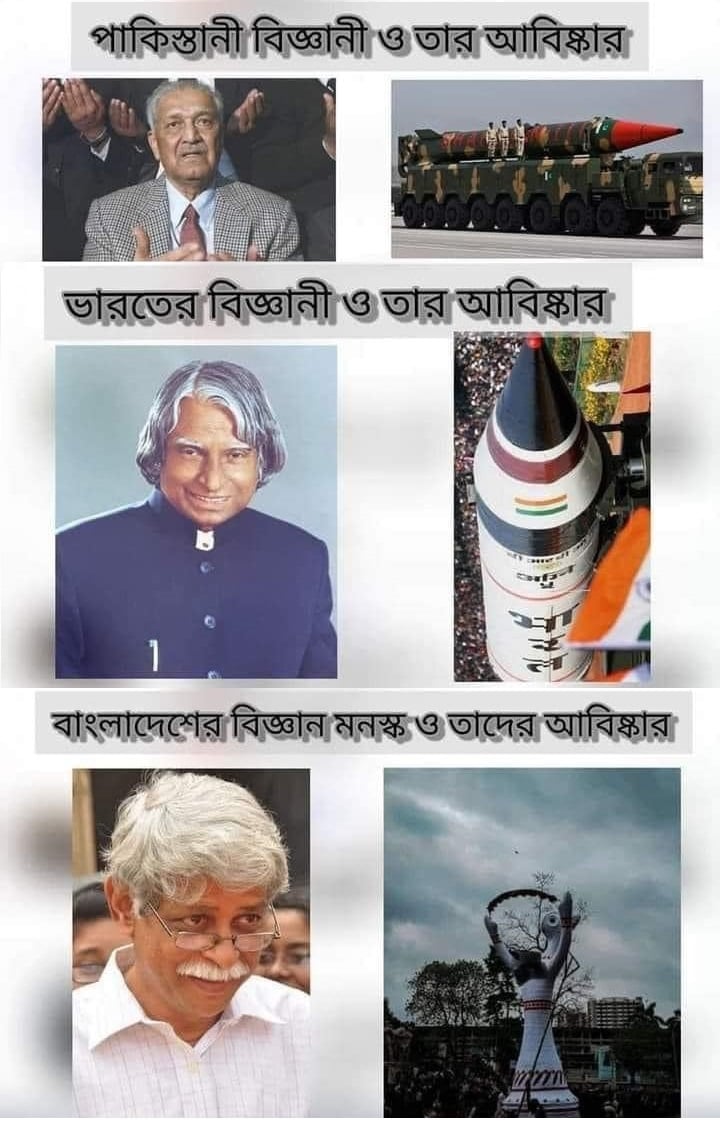 পাকিস্তানী বিজ্ঞানী ও তার আবিষ্কার
ভারতের বিজ্ঞানী ও তার আবিষ্কার
বাংলাদেশের বিজ্ঞান মনস্ক ও তাদের আবিষ্কার